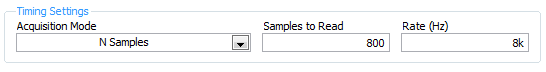 Timing Settings
Acquisition Mode Samples to Read Rate (Hz)
N Samples 800 8k